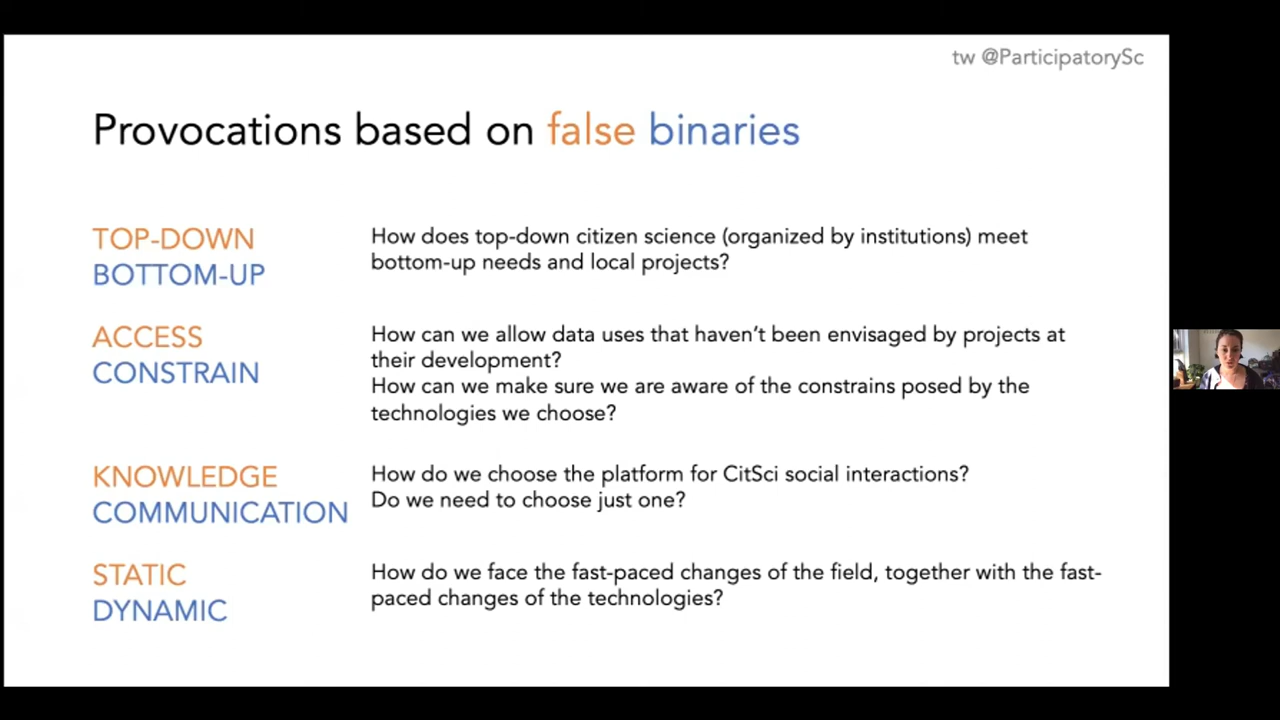 tw @ParticipatorySc
Provocations based on false binaries
TOP-DOWN
BOTTOM-UP
How does top-down citizen science (organized by institutions) meet
bottom-up needs and local projects?
ACCESS
CONSTRAIN
How can we allow data uses that haven’t been envisaged by projects at
their development?
How can we make sure we are aware of the constrains posed by the
technologies we choose?
KNOWLEDGE
COMMUNICATION
How do we choose the platform for CitSci social interactions?
Do we need to choose just one?
STATIC
DYNAMIC
How do we face the fast-paced changes of the field, together with the fast-
paced changes of the technologies?